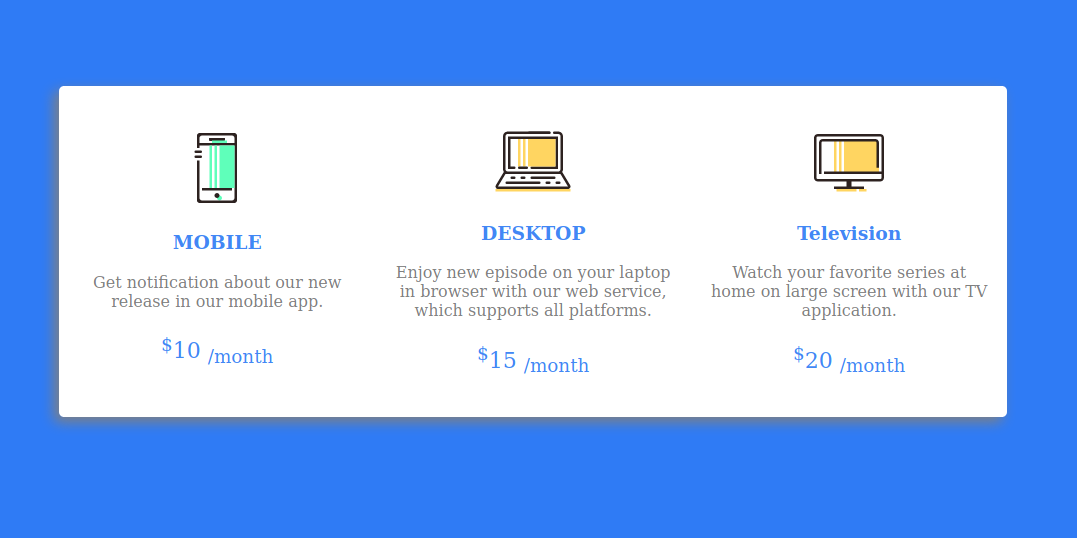 MOBILE
Get notification about our new
release in our mobile app.
$10 /month
DESKTOP
Enjoy new episode on your laptop
in browser with our web service,
which supports all platforms.
$15 /month
Television
Watch your favorite series at
home on large screen with our TV
application.
$20 /month